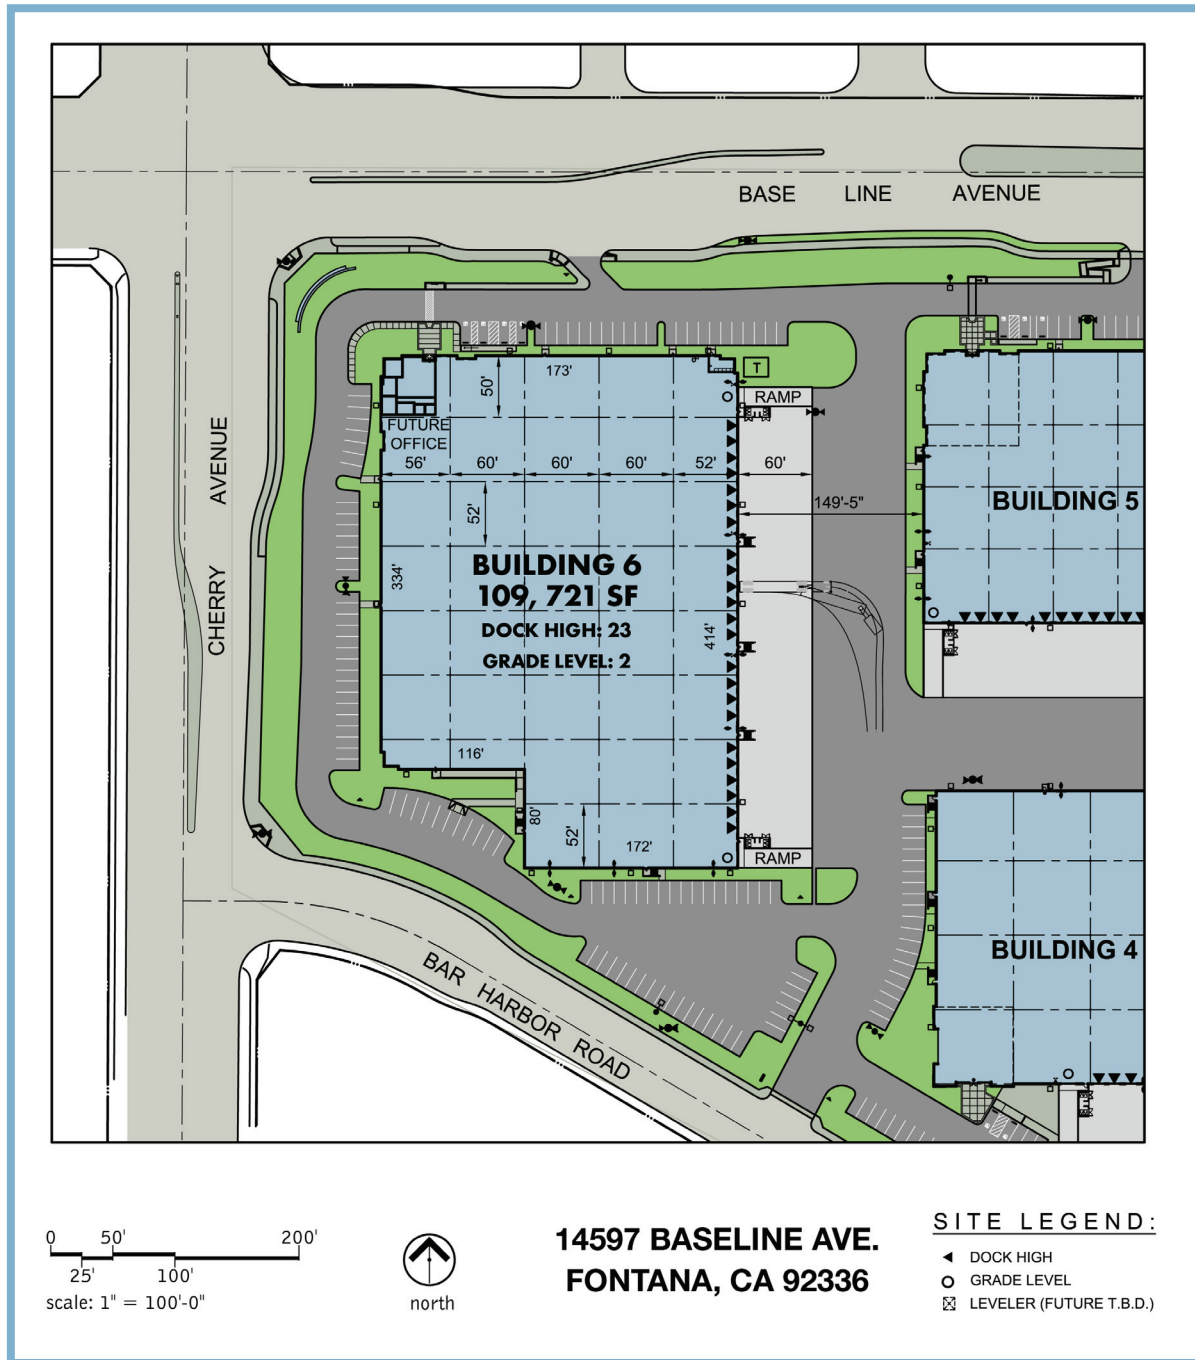 BASE LINE AVENUE
173'
50'
T
RAMP
FUTURE
OFFICE
56'
60'
60'
60'
52'
60'
149'-5"
BUILDING 5
52'
CHERRY AVENUE
BUILDING 6
109, 721 SF
334'
DOCK HIGH: 23
414'
GRADE LEVEL: 2
116'
80'
52'
172'
RAMP
BUILDING 4
BAR HARBOR ROAD
0 50' 200'
25' 100'
scale: 1" = 100'-0"
north
14597 BASELINE AVE.
FONTANA, CA 92336
SITE LEGEND:
DOCK HIGH
GRADE LEVEL
LEVELER (FUTURE T.B.D.)